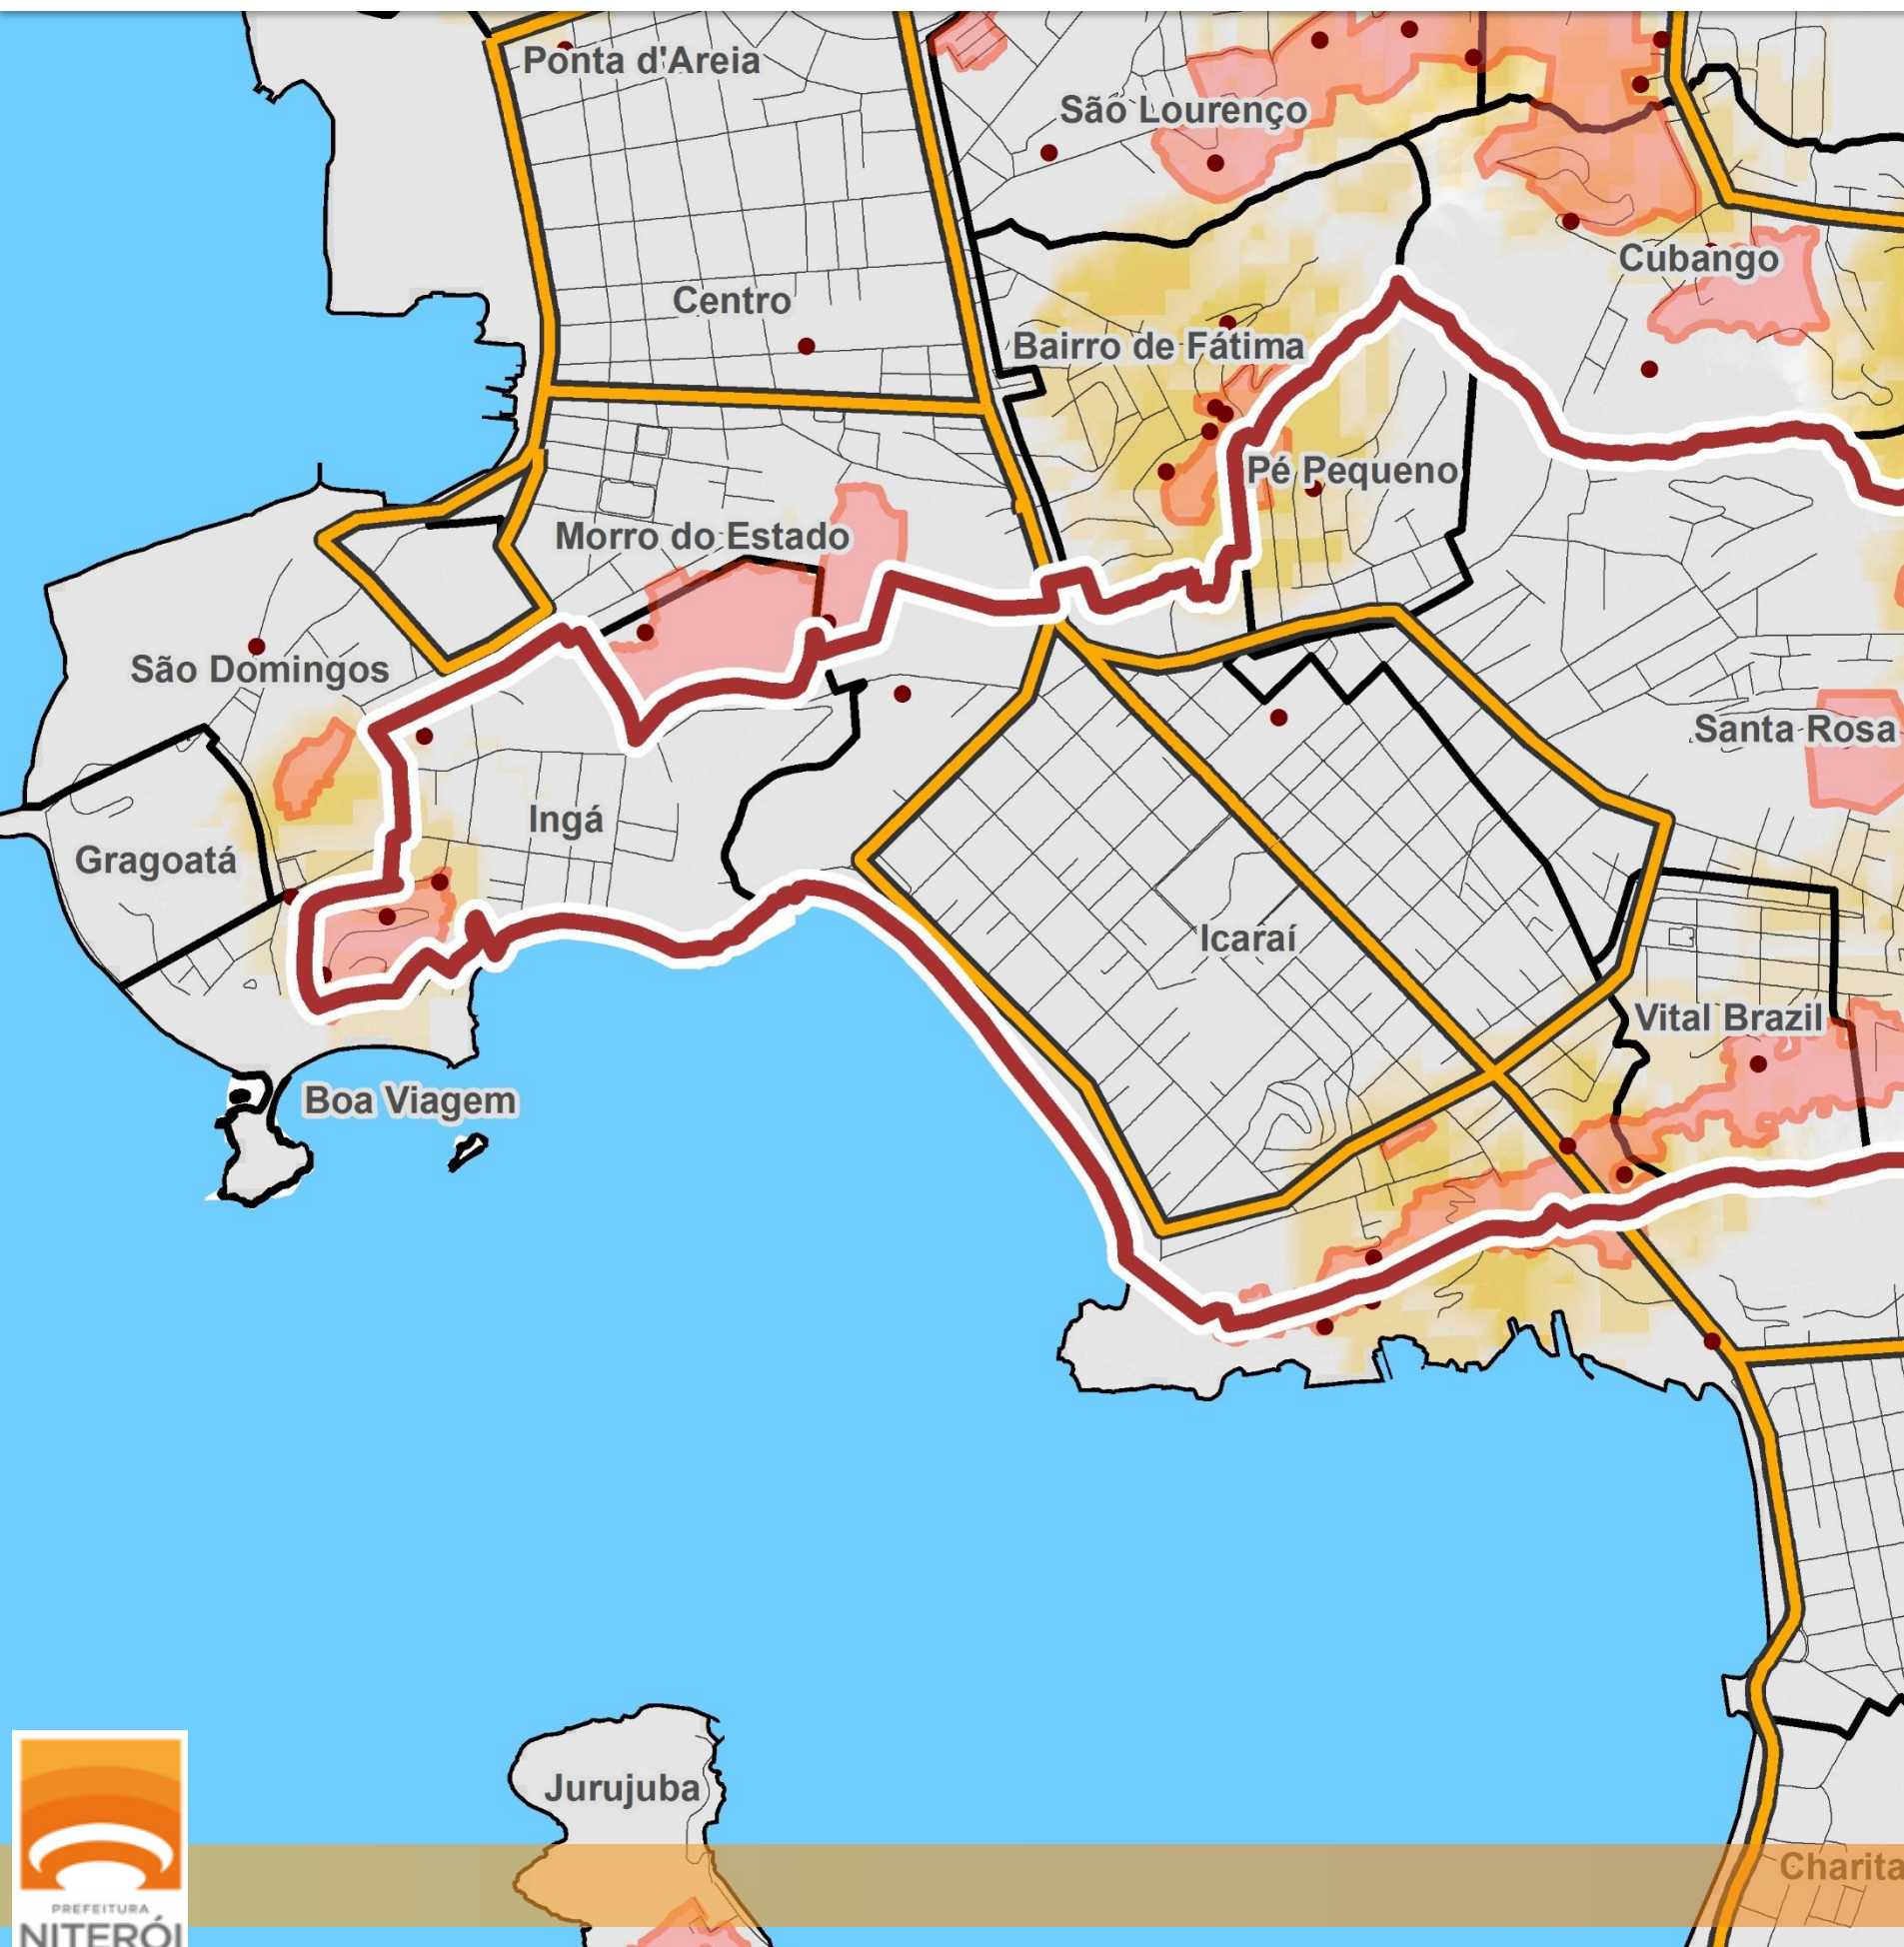 Ponta d'Areia
São Lourenço
Cubango
Centro
Bairro de Fátima
Pé Pequeno
Morro do Estado
São Domingos
Santa Rosa
Ingá
Gragoatá
Icaraí
Vital Brazil
Boa Viagem
Jurujuba
Charita
PREFEITURA
NITERÓI